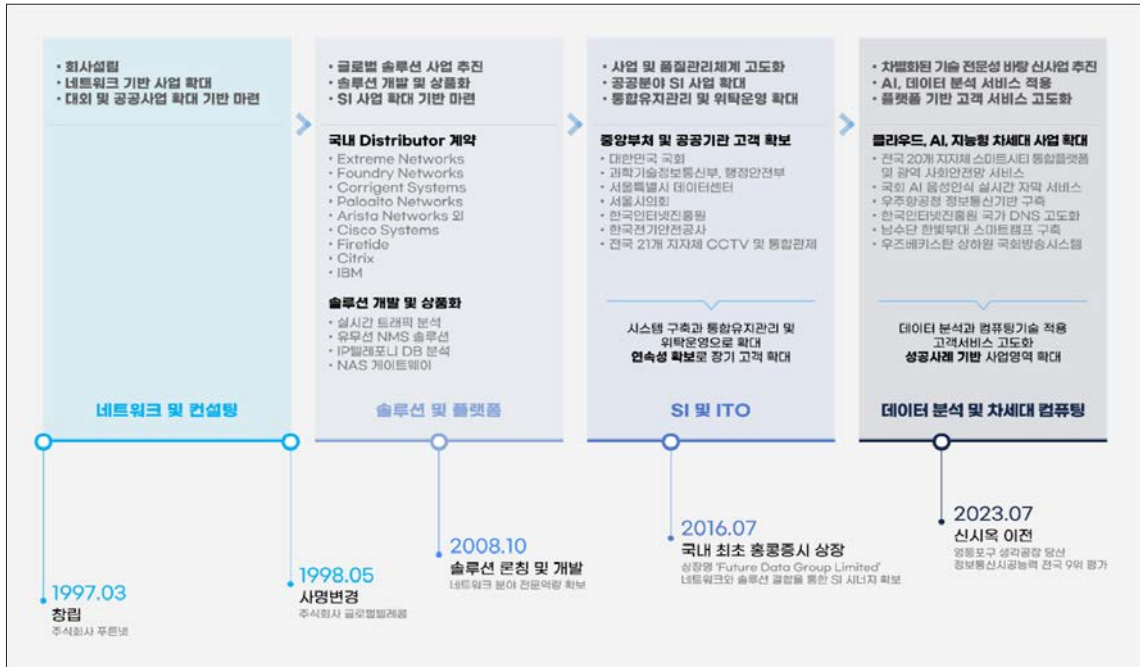 • 회사설립
• 네트워크 기반 사업 확대
• 대외 및 공공사업 확대 기반 마련
네트워크 및 컨설팅
• 글로벌 솔루션 사업 추진
• 솔루션 개발 및 상품화
• SI 사업 확대 기반 마련
국내 Distributor 계약
• Extreme Networks
• Foundry Networks
• Corrigent Systems
• Paloalto Networks
• Arista Networks 외
• Cisco Systems
• Firetide
• Citrix
• IBM
솔루션 개발 및 상품화
• 실시간 트래픽 분석
• 유무선 NMS 솔루션
• IP텔레포니 DB 분석
• NAS 게이트웨이
솔루션 및 플랫폼
• 사업 및 품질관리체계 고도화
• 공공분야 SI 사업 확대
• 통합유지관리 및 위탁운영 확대
중앙부처 및 공공기관 고객 확보
• 대한민국 국회
• 과학기술정보통신부, 행정안전부
• 서울특별시 데이터센터
• 서울시의회
• 한국인터넷진흥원
• 한국전기안전공사
• 전국 21개 지자체 CCTV 및 통합관제
시스템 구축과 통합유지관리 및
위탁운영으로 확대
연속성 확보로 장기 고객 확대
SI 및 ITO
• 차별화된 기술 전문성 바탕 신사업 추진
• AI, 데이터 분석 서비스 적용
• 플랫폼 기반 고객 서비스 고도화
클라우드, AI, 지능형 차세대 사업 확대
• 전국 20개 지자체 스마트시티 통합플랫폼
및 광역 사회안전망 서비스
• 국회 AI 음성인식 실시간 자막 서비스
• 우주항공청 정보통신기반 구축
• 한국인터넷진흥원 국가 DNS 고도화
• 남수단 한빛부대 스마트캠프 구축
• 우즈베키스탄 상하원 국회방송시스템
데이터 분석과 컴퓨팅기술 적용
고객서비스 고도화
성공사례 기반 사업영역 확대
데이터 분석 및 차세대 컴퓨팅
1997.03
창립
주식회사 푸른넷
1998.05
사명변경
주식회사 글로벌텔레콤
2008.10
솔루션 론칭 및 개발
네트워크 분야 전문역량 확보
2016.07
국내 최초 홍콩증시 상장
상장명 'Future Data Group Limited'
네트워크와 솔루션 결합을 통한 SI 시너지 확보
2023.07
신사옥 이전
영등포구 생각공장 당산
정보통신시공능력 전국 9위 평가